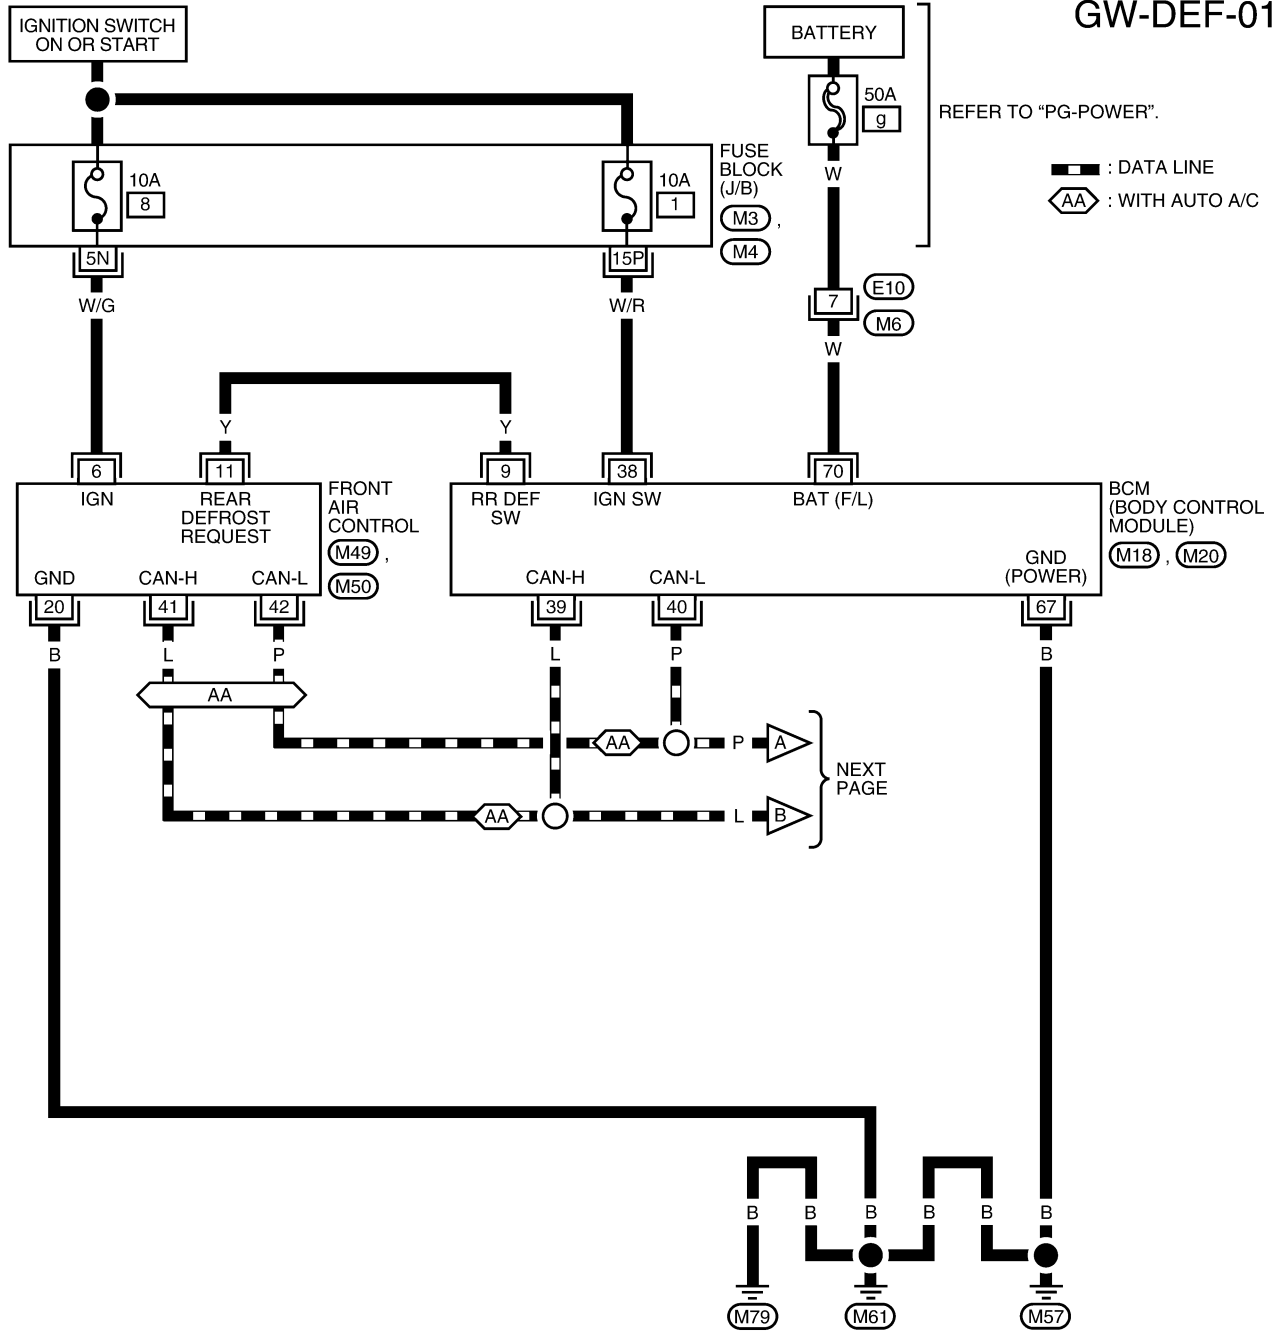 GW-DEF-01
IGNITION SWITCH
ON OR START
BATTERY
50A
g
REFER TO “PG-POWER”.
: DATA LINE
AA : WITH AUTO A/C
10A
8
10A
1
FUSE
BLOCK
(J/B)
M3 ,
M4
5N
15P
W
W/G
W/R
7
E10
M6
W
Y
Y
6
11
9
38
70
IGN
REAR
DEFROST
REQUEST
FRONT
AIR
CONTROL
M49 ,
M50
RR DEF
SW
IGN SW
BAT (F/L)
BCM
(BODY CONTROL
MODULE)
M18 , M20
GND
CAN-H
CAN-L
CAN-H
CAN-L
GND
(POWER)
20
41
42
39
40
67
B
L
P
L
P
B
AA
AA
P
A
NEXT
PAGE
AA
L
B
B
B
B
B
B
B
M79
M61
M57